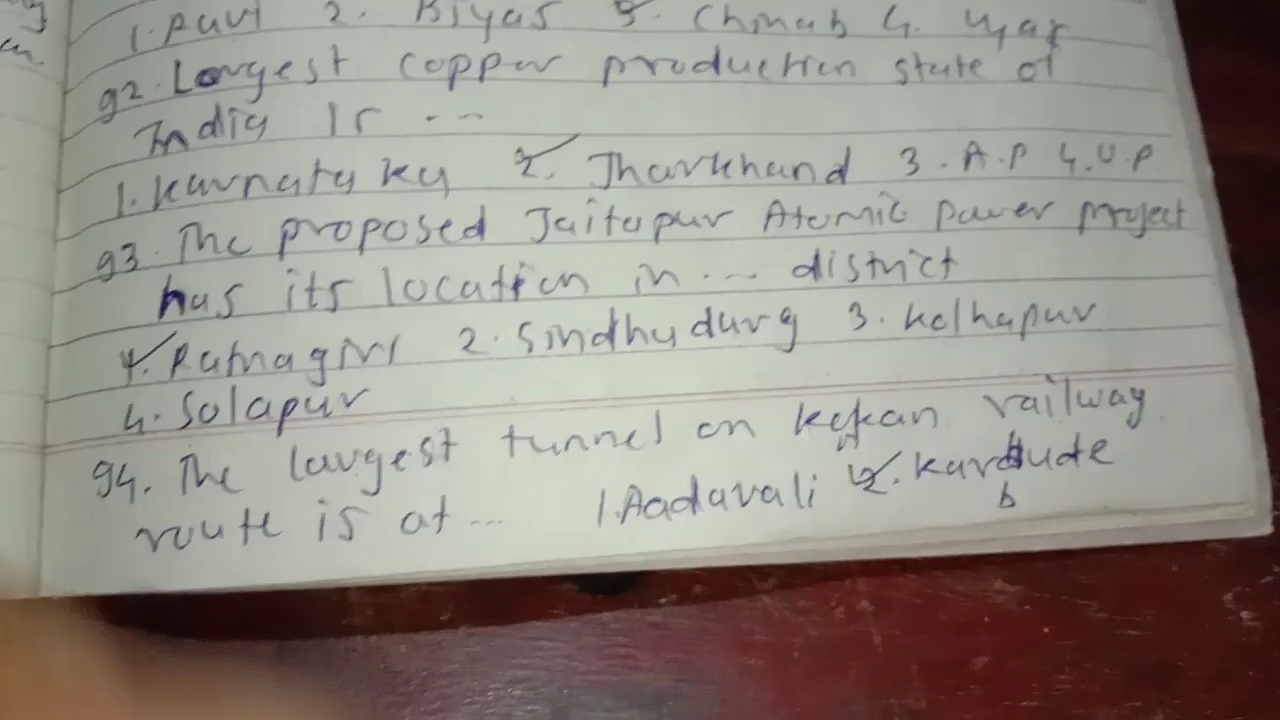 1. Ravi 2. Biyas 3. Chinab 4.
92. Largest copper production state of
India Is ...
1. Karnataka 2. Jharkhand 3. A.P 4. U.P
93. The proposed Jaitapur Atomic power project
has its location in ... district
1. Ratnagiri 2. Sindhudurg 3. Kolhapur
4. Solapur
94. The largest tunnel on kokan railway
route is at ... 1. Aadavali 2. Karbude